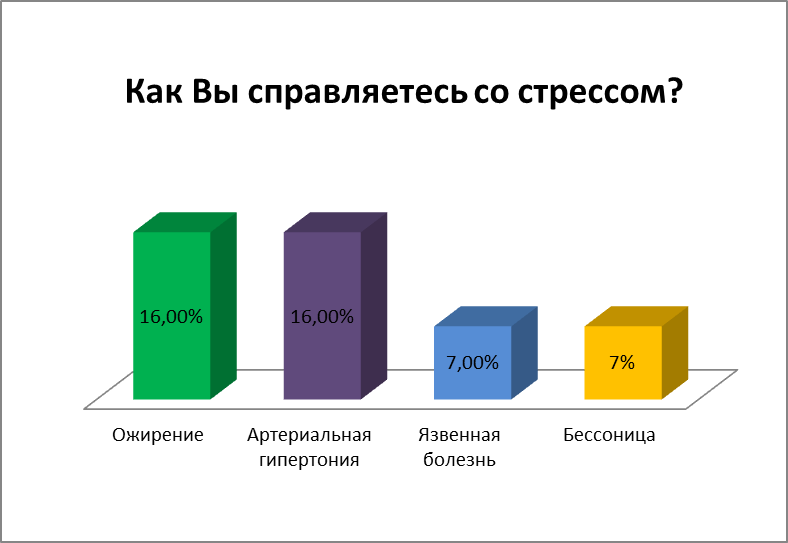 Как Вы справляетесь со стрессом?
16,00%
16,00%
7,00%
7%
Ожирение
Артериальная
гипертония
Язвенная
болезнь
Бессоница